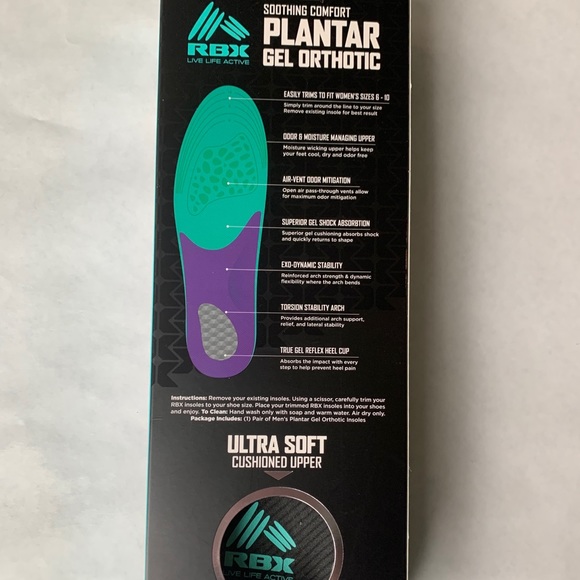 RBX
LIVE LIFE ACTIVE
SOOTHING COMFORT
PLANTAR
GEL ORTHOTIC
EASILY TRIMS TO FIT WOMEN'S SIZES 6 - 10
Simply trim around the line to your size
Remove existing insole for best result
ODOR & MOISTURE MANAGING UPPER
Moisture wicking upper helps keep
your feet cool, dry and odor free
AIR-VENT ODOR MITIGATION
Open air pass-through vents allow
for maximum odor mitigation
SUPERIOR GEL SHOCK ABSORBTION
Superior gel cushioning absorbs shock
and quickly returns to shape
EXO-DYNAMIC STABILITY
Reinforced arch strength & dynamic
flexibility where the arch bends
TORSION STABILITY ARCH
Provides additional arch support,
relief, and lateral stability
TRUE GEL REFLEX HEEL CUP
Absorbs the impact with every
step to help prevent heel pain
Instructions: Remove your existing insoles. Using a scissor, carefully trim your
RBX insoles to your shoe size. Place your trimmed RBX insoles into your shoes
and enjoy. To Clean: Hand wash only with soap and warm water. Air dry only.
Package Includes: (1) Pair of Men's Plantar Gel Orthotic Insoles
ULTRA SOFT
CUSHIONED UPPER
RBX
LIVE LIFE ACTIVE